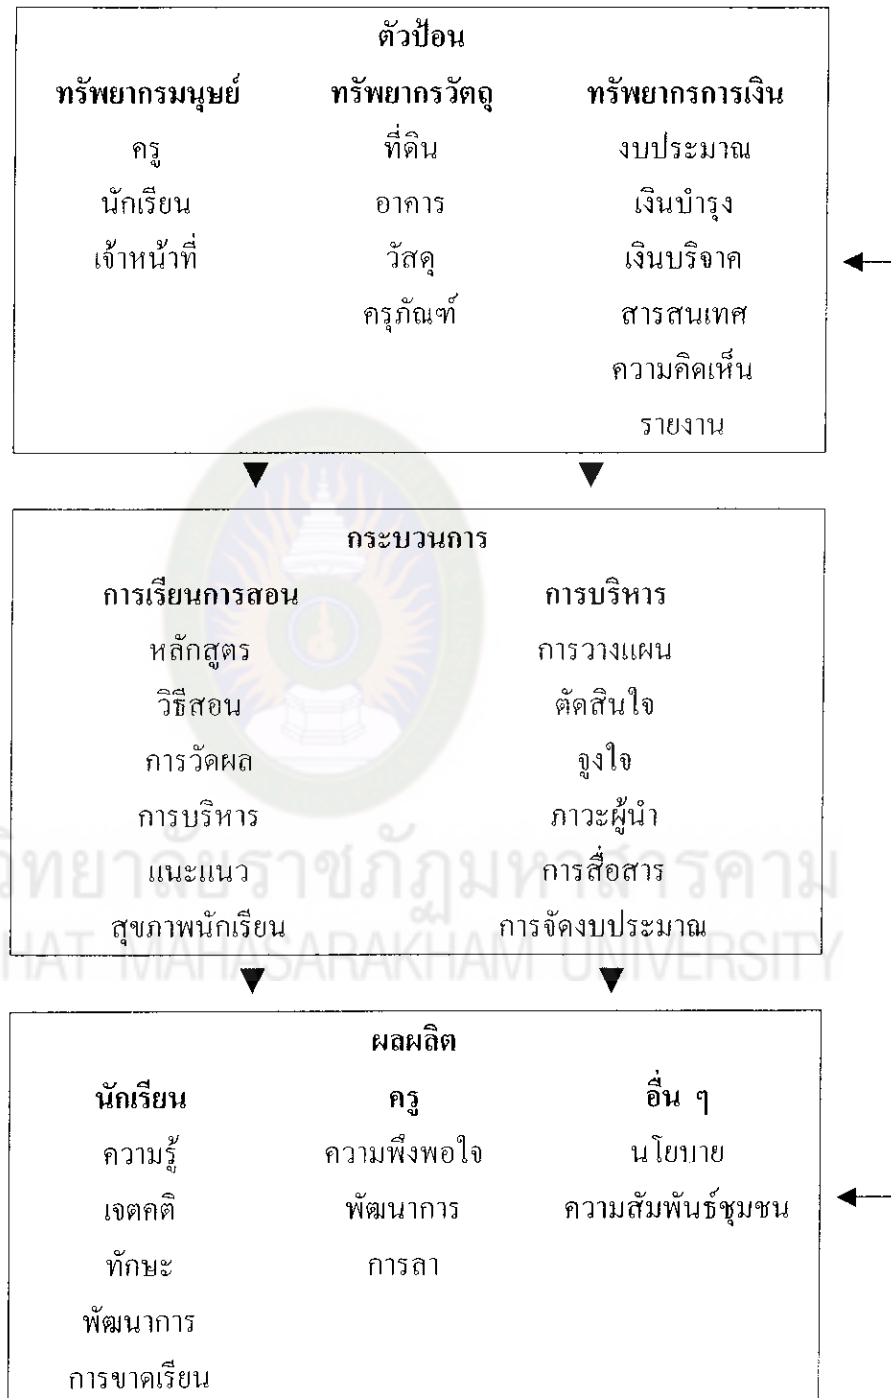 ตัวป้อน
ทรัพยากรมนุษย์ ทรัพยากรวัตถุ ทรัพยากรการเงิน
ครู ที่ดิน งบประมาณ
นักเรียน อาคาร เงินบำรุง
เจ้าหน้าที่ วัสดุ เงินบริจาค
ครุภัณฑ์ สารสนเทศ
ความคิดเห็น
รายงาน
กระบวนการ
การเรียนการสอน การบริหาร
หลักสูตร การวางแผน
วิธีสอน ตัดสินใจ
การวัดผล จูงใจ
การบริหาร ภาวะผู้นำ
แนะแนว การสื่อสาร
สุขภาพนักเรียน การจัดงบประมาณ
วิทยาลัยราชภัฏมหาสารคาม
HAT MAHASARAKHAM UNIVERSITY
ผลผลิต
นักเรียน ครู อื่น ๆ
ความรู้ ความพึงพอใจ นโยบาย
เจตคติ พัฒนาการ ความสัมพันธ์ชุมชน
ทักษะ การลา
พัฒนาการ
การขาดเรียน